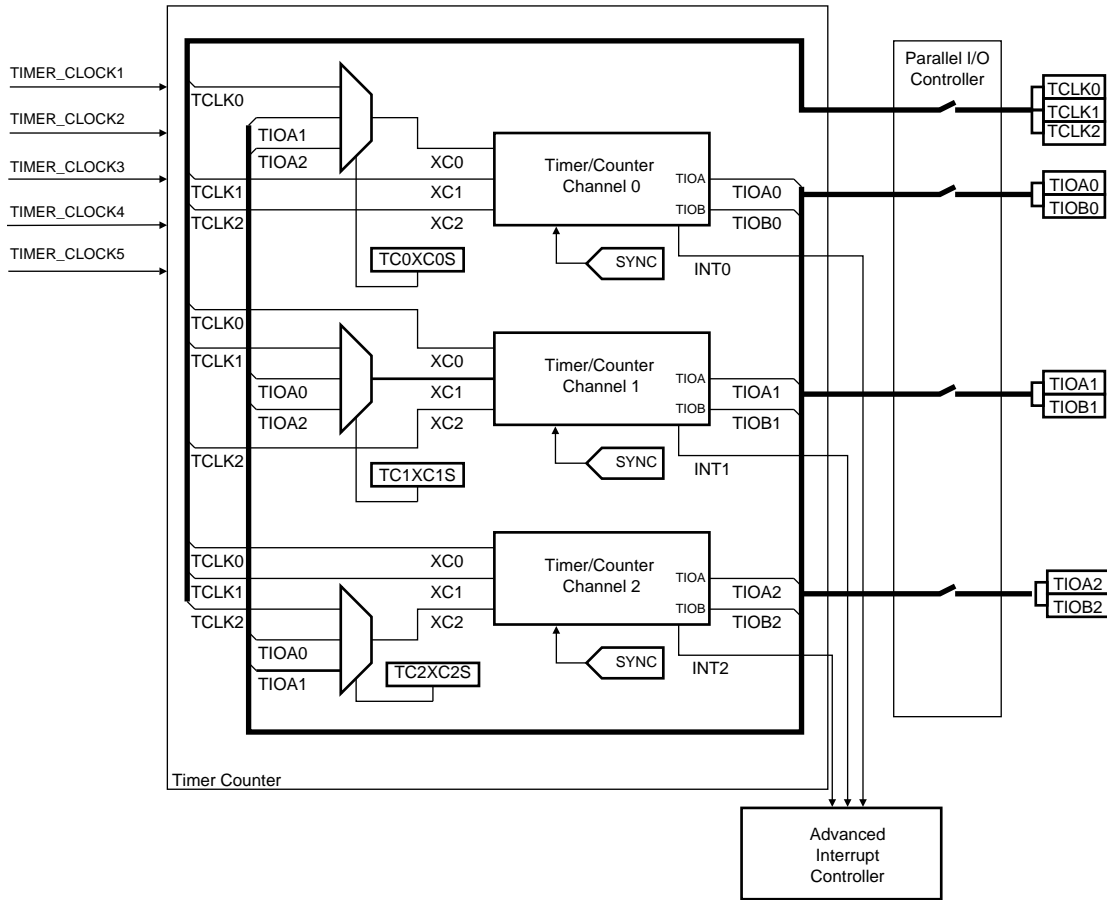 TIMER_CLOCK1
TIMER_CLOCK2
TIMER_CLOCK3
TIMER_CLOCK4
TIMER_CLOCK5
TCLK0
TIOA1
TIOA2
TCLK1
TCLK2
XC0
XC1
XC2
TC0XC0S
Timer/Counter
Channel 0
TIOA
TIOB
TIOA0
TIOB0
SYNC
INT0
TCLK0
TCLK1
TIOA0
TIOA2
TCLK2
XC0
XC1
XC2
TC1XC1S
Timer/Counter
Channel 1
TIOA
TIOB
TIOA1
TIOB1
SYNC
INT1
TCLK0
TCLK1
TCLK2
TIOA0
TIOA1
XC0
XC1
XC2
TC2XC2S
Timer/Counter
Channel 2
TIOA
TIOB
TIOA2
TIOB2
SYNC
INT2
Timer Counter
Parallel I/O
Controller
TCLK0
TCLK1
TCLK2
TIOA0
TIOB0
TIOA1
TIOB1
TIOA2
TIOB2
Advanced
Interrupt
Controller